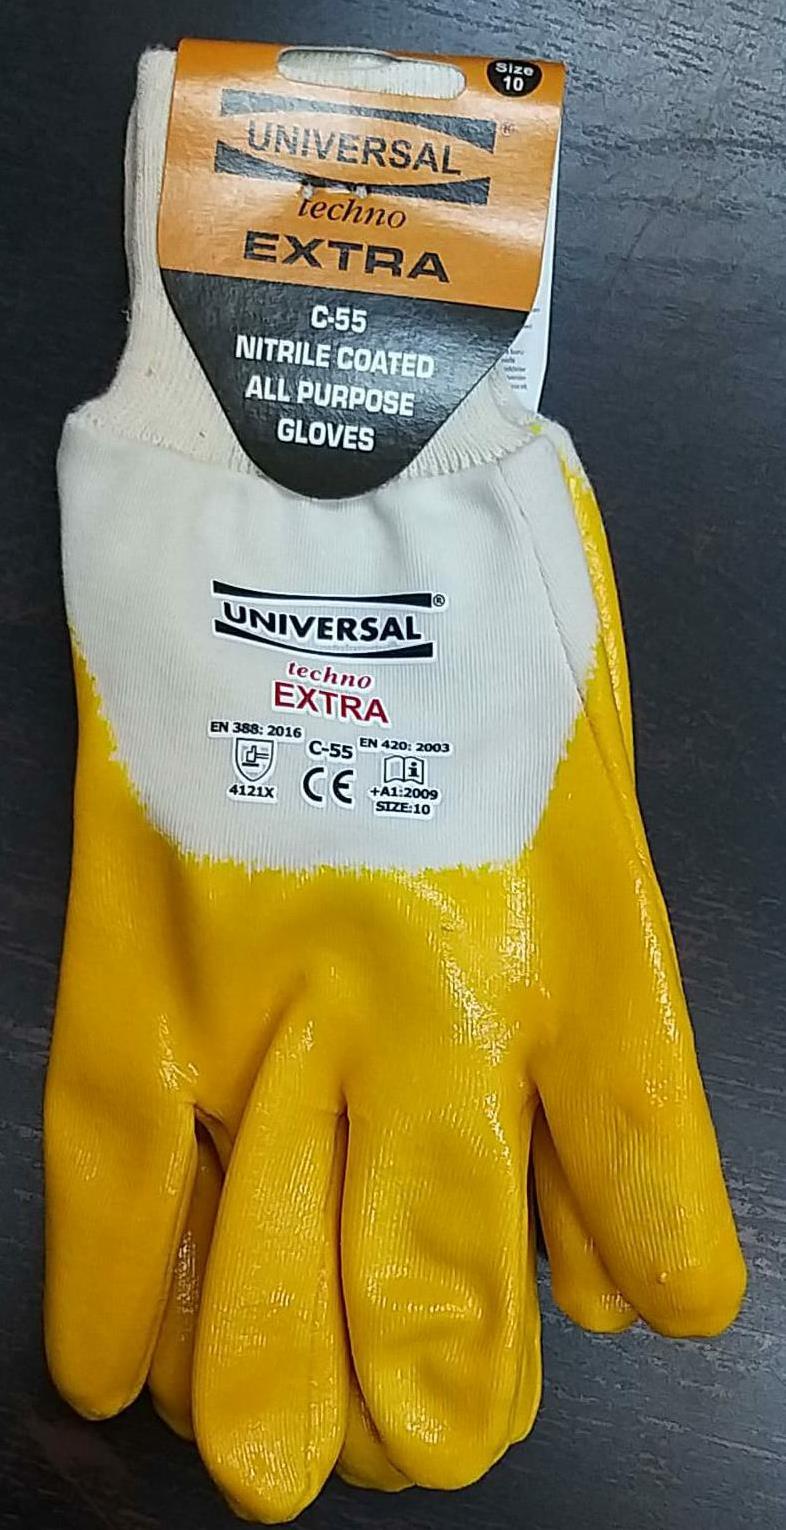 Size
10
UNIVERSAL®
techno
EXTRA
C-55
NITRILE COATED
ALL PURPOSE
GLOVES
UNIVERSAL®
techno
EXTRA
EN 388: 2016
C-55
EN 420: 2003
4121X
CE
+A1:2009
SIZE:10